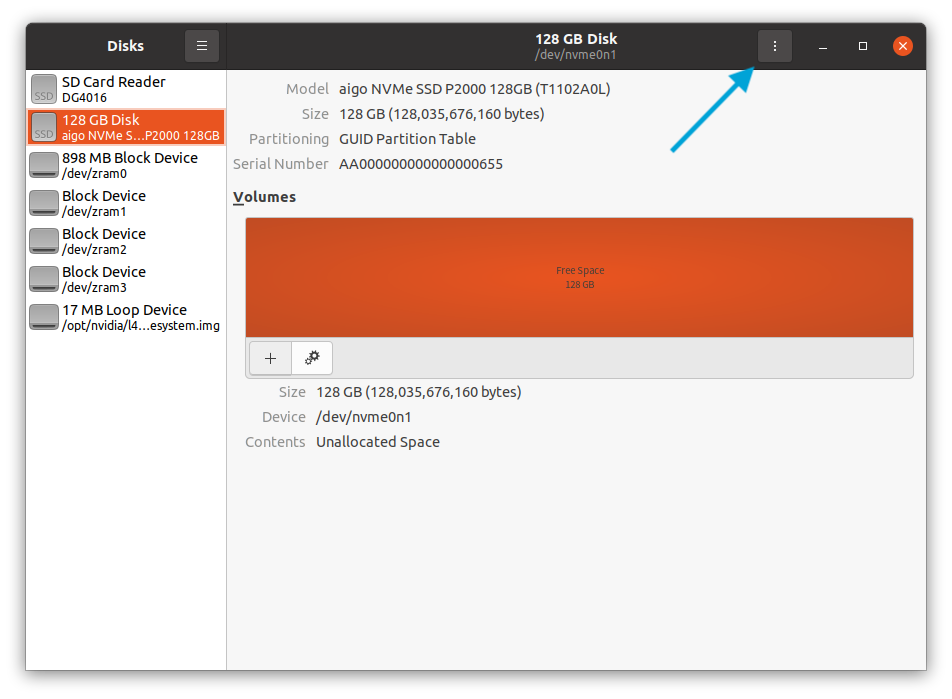 Disks
128 GB Disk
/dev/nvme0n1
SSD
SD Card Reader
DG4016
SSD
128 GB Disk
aigo NVMe S…P2000 128GB
898 MB Block Device
/dev/zram0
Block Device
/dev/zram1
Block Device
/dev/zram2
Block Device
/dev/zram3
17 MB Loop Device
/opt/nvidia/l4…esystem.img
Model aigo NVMe SSD P2000 128GB (T1102A0L)
Size 128 GB (128,035,676,160 bytes)
Partitioning GUID Partition Table
Serial Number AA000000000000000655
Volumes
Free Space
128 GB
Size 128 GB (128,035,676,160 bytes)
Device /dev/nvme0n1
Contents Unallocated Space